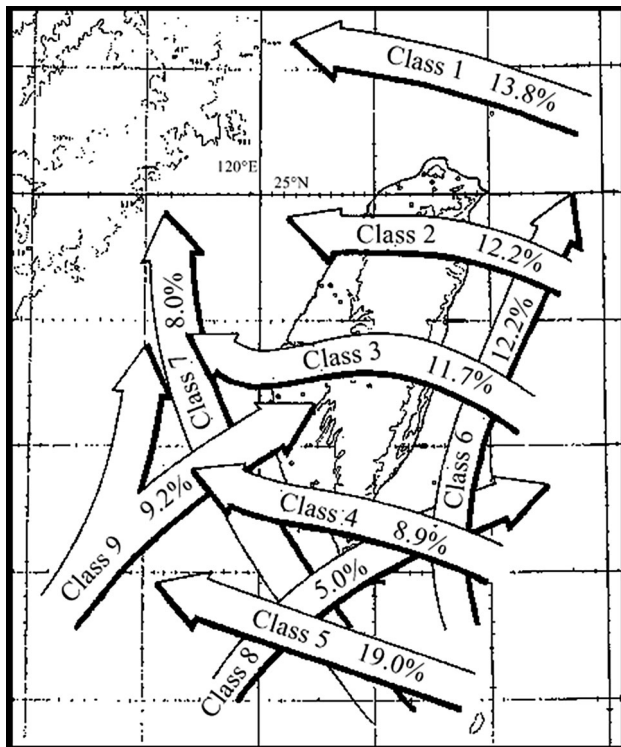 Class 1 13.8%
120°E
25°N
Class 2 12.2%
8.0%
Class 7
12.2%
Class 6
Class 3 11.7%
9.2%
Class 9
Class 4 8.9%
5.0%
Class 8
Class 5 19.0%